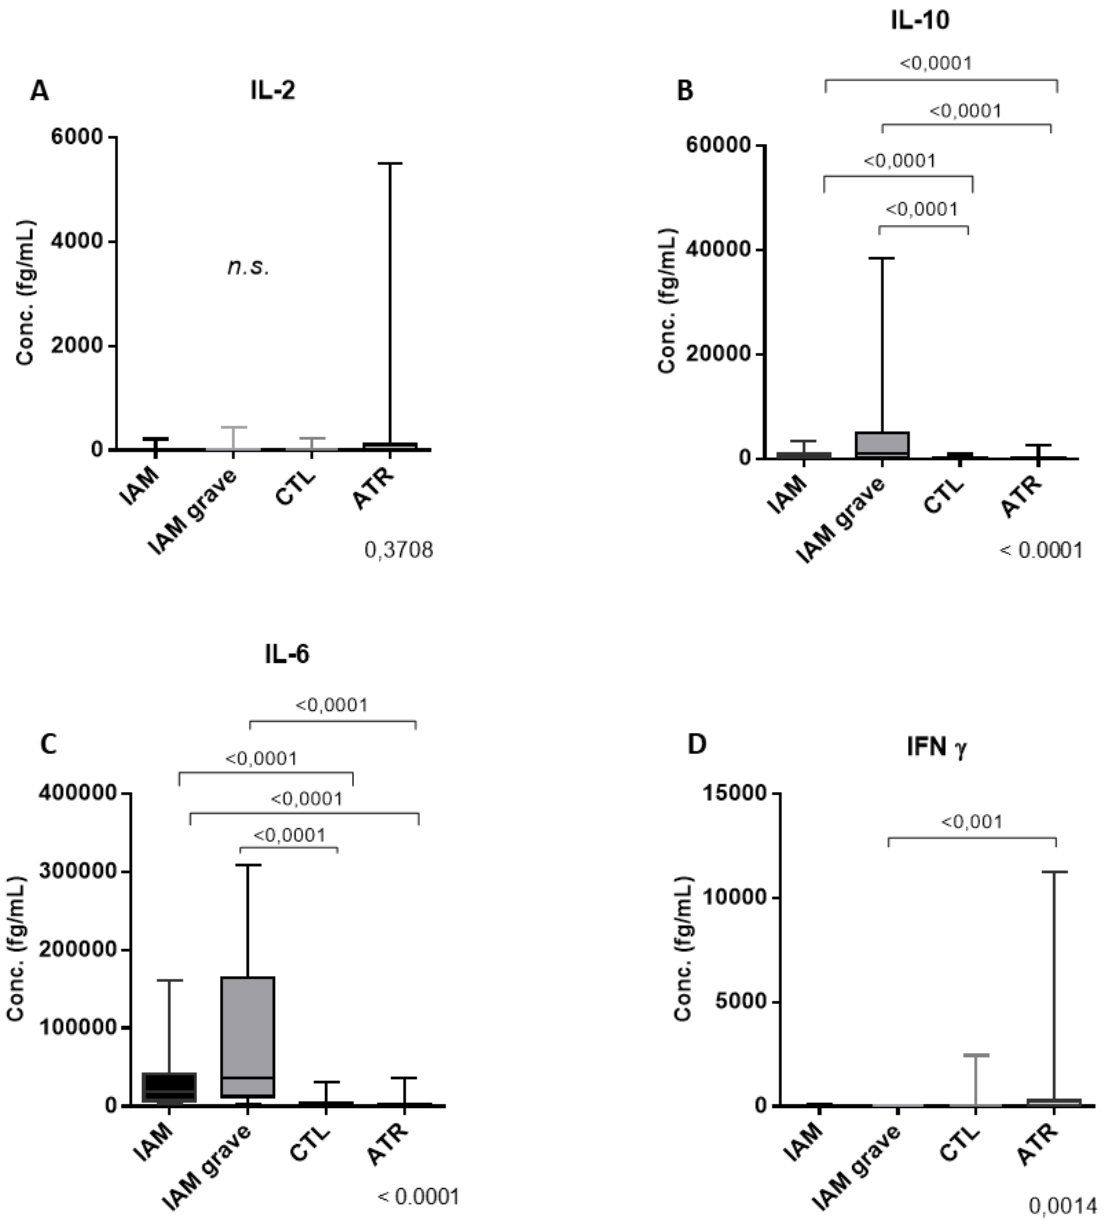 A
IL-2
Conc. (fg/mL)
6000
4000
2000
0
n.s.
IAM
IAM grave
CTL
ATR
0,3708
IL-10
B
<0,0001
<0,0001
<0,0001
<0,0001
Conc. (fg/mL)
60000
40000
20000
0
IAM
IAM grave
CTL
ATR
< 0.0001
IL-6
C
<0,0001
<0,0001
<0,0001
<0,0001
Conc. (fg/mL)
400000
300000
200000
100000
0
IAM
IAM grave
CTL
ATR
< 0.0001
D
IFN γ
<0,001
Conc. (fg/mL)
15000
10000
5000
0
IAM
IAM grave
CTL
ATR
0,0014